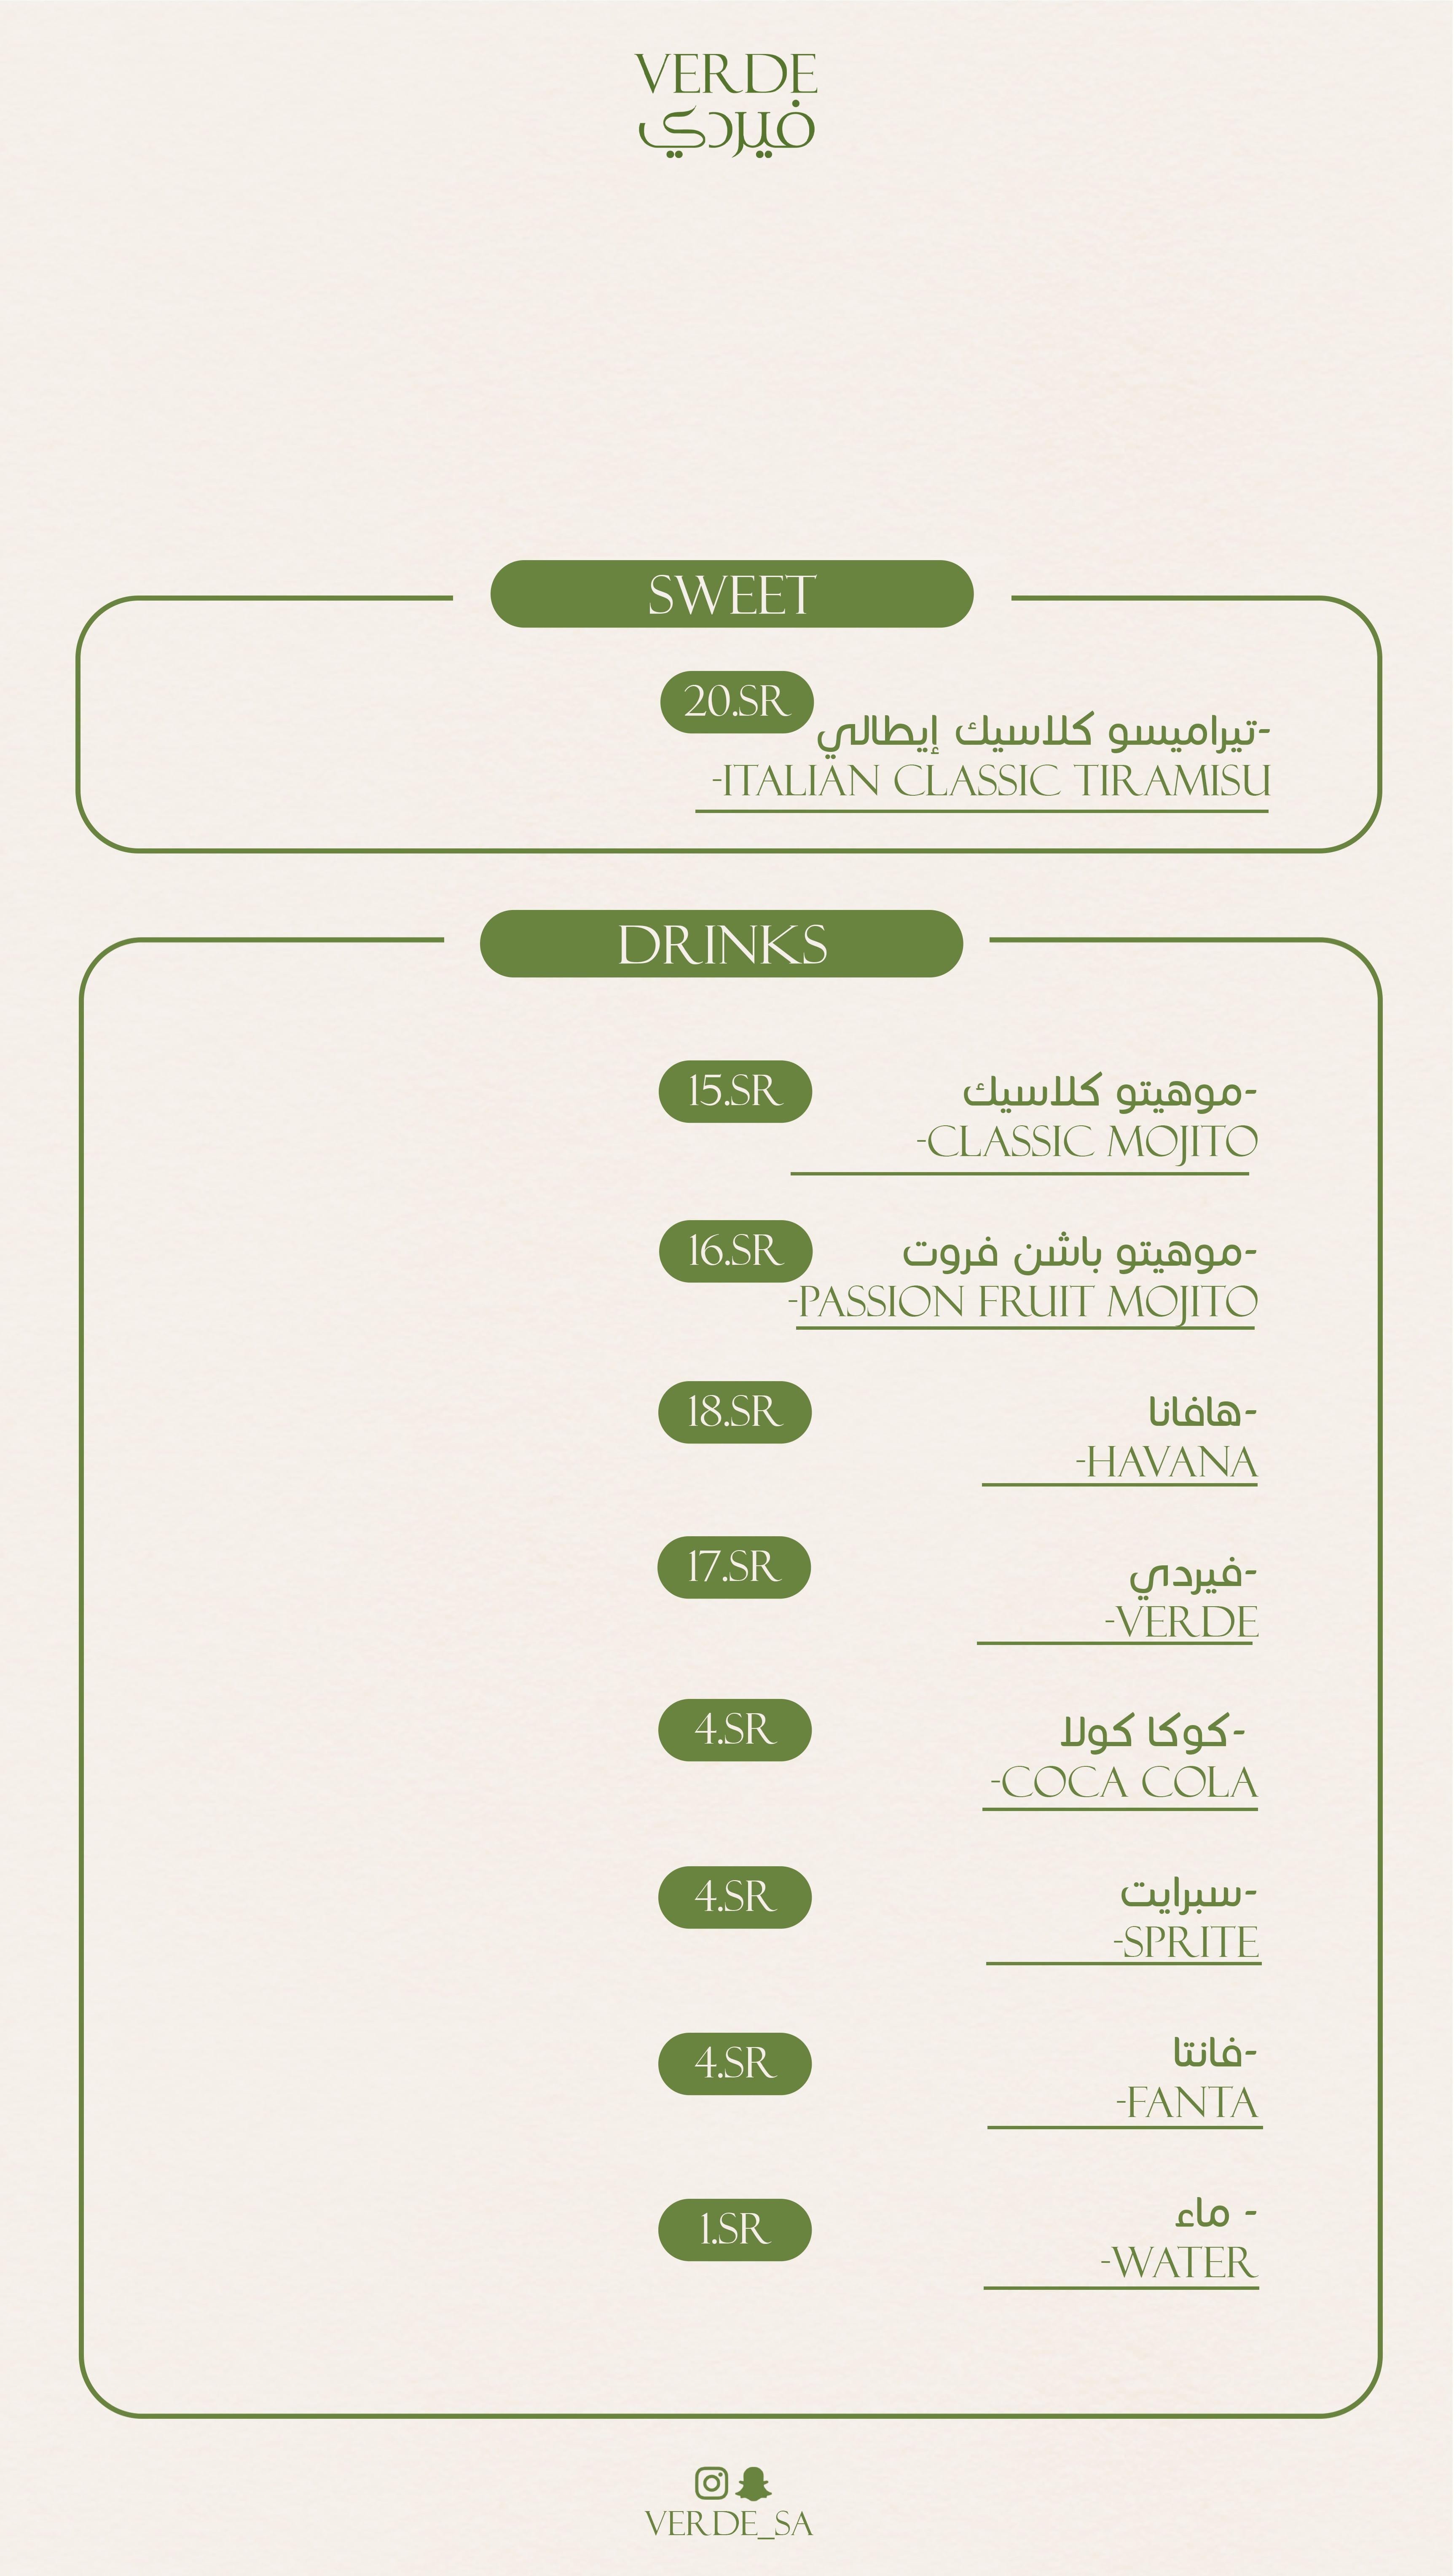 VERDE
فيردي
SWEET
20.SR
-تيراميسو كلاسيك إيطالي
-ITALIAN CLASSIC TIRAMISU
DRINKS
15.SR
-موهيتو كلاسيك
-CLASSIC MOJITO
16.SR
-موهيتو باشن فروت
-PASSION FRUIT MOJITO
18.SR
-هافانا
-HAVANA
17.SR
-فيردي
-VERDE
4.SR
-كوكا كولا
-COCA COLA
4.SR
-سبرايت
-SPRITE
4.SR
-فانتا
-FANTA
1.SR
- ماء
-WATER
VERDE_SA